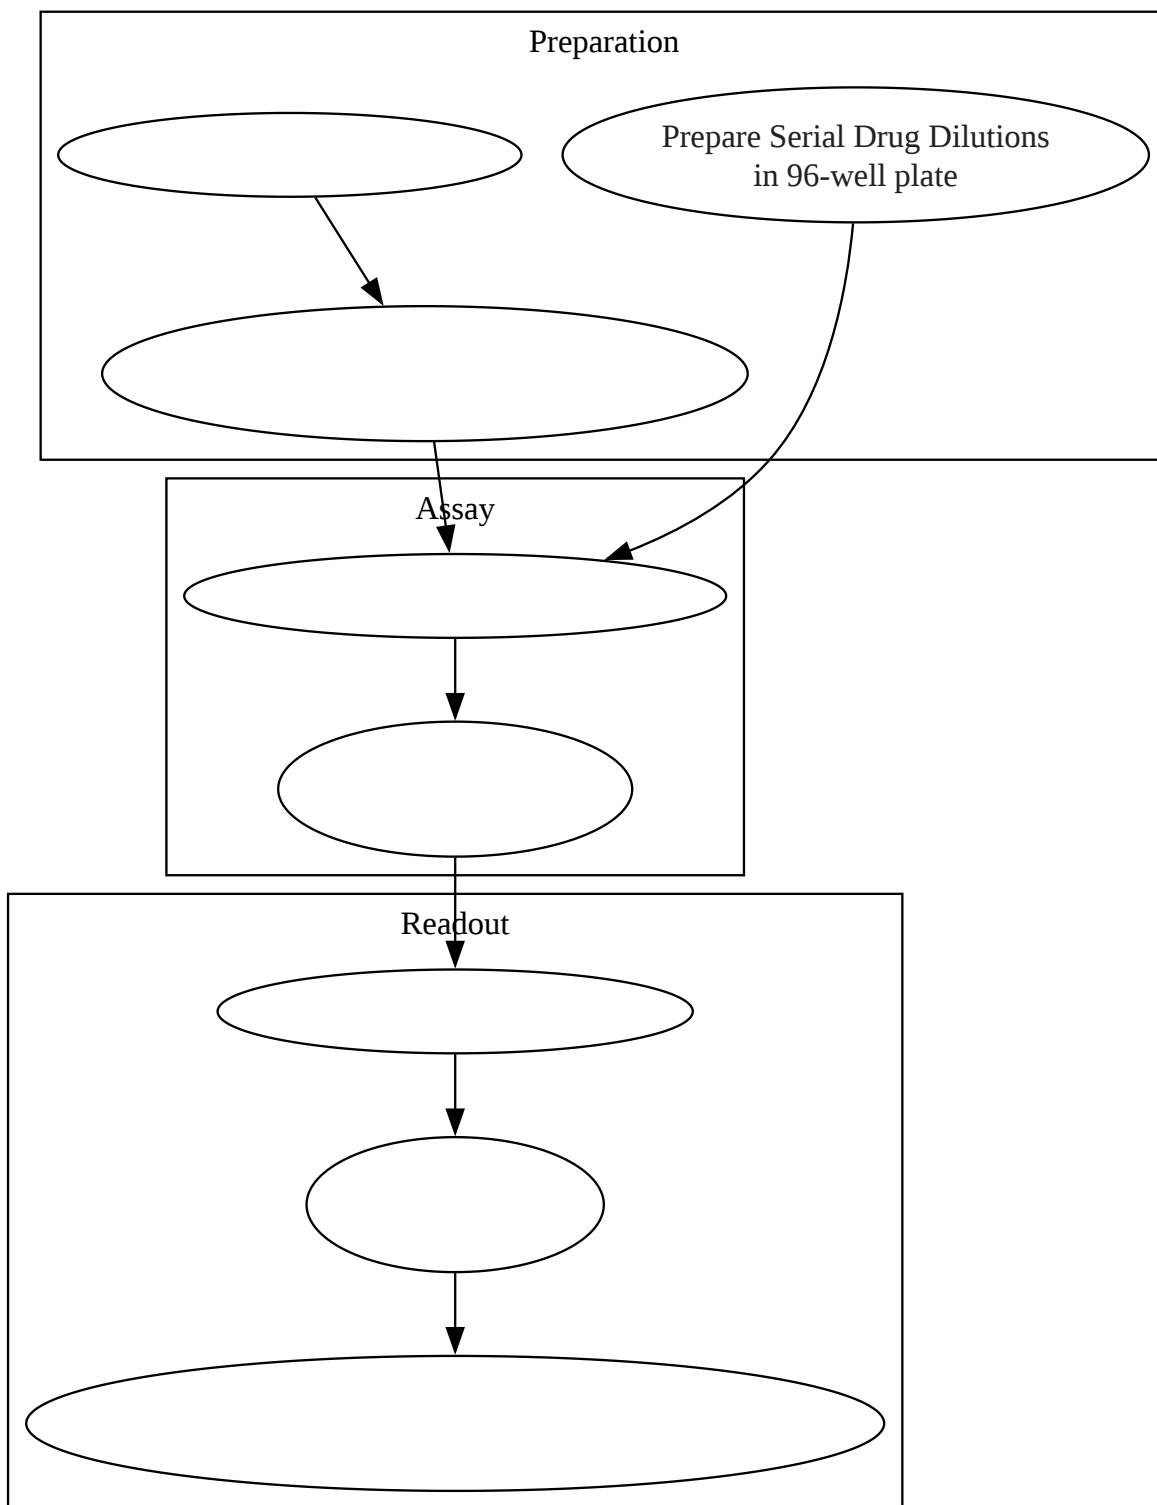 Preparation
Prepare Serial Drug Dilutions
in 96-well plate
Assay
Readout